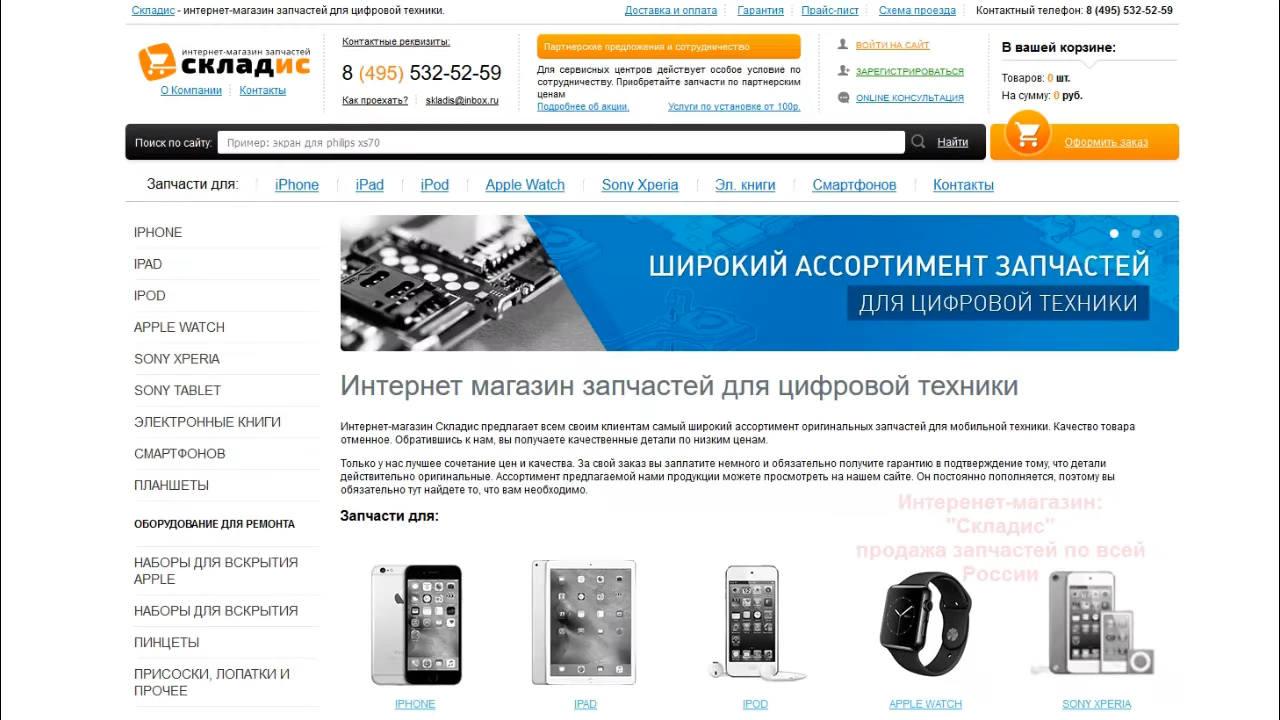 Складис - интернет-магазин запчастей для цифровой техники.
Доставка и оплата
Гарантия
Прайс-лист
Схема проезда
Контактный телефон: 8 (495) 532-52-59
интернет-магазин запчастей
складис
О Компании
Контакты
Контактные реквизиты:
8 (495) 532-52-59
Как проехать?
skladis@inbox.ru
Партнерские предложения и сотрудничество
Для сервисных центров действует особое условие по
сотрудничеству. Приобретайте запчасти по партнерским
ценам
Подробнее об акции.
Услуги по установке от 100р.
ВОЙТИ НА САЙТ
ЗАРЕГИСТРИРОВАТЬСЯ
ONLINE КОНСУЛЬТАЦИЯ
В вашей корзине:
Товаров: 0 шт.
На сумму: 0 руб.
Поиск по сайту:
Пример: экран для philips xs70
Найти
Оформить заказ
Запчасти для:
iPhone
iPad
iPod
Apple Watch
Sony Xperia
Эл. книги
Смартфонов
Контакты
IPHONE
IPAD
IPOD
APPLE WATCH
SONY XPERIA
SONY TABLET
ЭЛЕКТРОННЫЕ КНИГИ
СМАРТФОНОВ
ПЛАНШЕТЫ
ОБОРУДОВАНИЕ ДЛЯ РЕМОНТА
НАБОРЫ ДЛЯ ВСКРЫТИЯ
APPLE
НАБОРЫ ДЛЯ ВСКРЫТИЯ
ПИНЦЕТЫ
ПРИСОСКИ, ЛОПАТКИ И
ПРОЧЕЕ
ШИРОКИЙ АССОРТИМЕНТ ЗАПЧАСТЕЙ
ДЛЯ ЦИФРОВОЙ ТЕХНИКИ
Интернет магазин запчастей для цифровой техники
Интернет-магазин Складис предлагает всем своим клиентам самый широкий ассортимент оригинальных запчастей для мобильной техники. Качество товара
отменное. Обратившись к нам, вы получаете качественные детали по низким ценам.
Только у нас лучшее сочетание цен и качества. За свой заказ вы заплатите немного и обязательно получите гарантию в подтверждение тому, что детали
действительно оригинальные. Ассортимент предлагаемой нами продукции можете просмотреть на нашем сайте. Он постоянно пополняется, поэтому вы
обязательно тут найдете то, что вам необходимо.
Интеренет-магазин:
"Складис"
продажа запчастей по всей
России
Запчасти для:
IPHONE
IPAD
IPOD
APPLE WATCH
SONY XPERIA